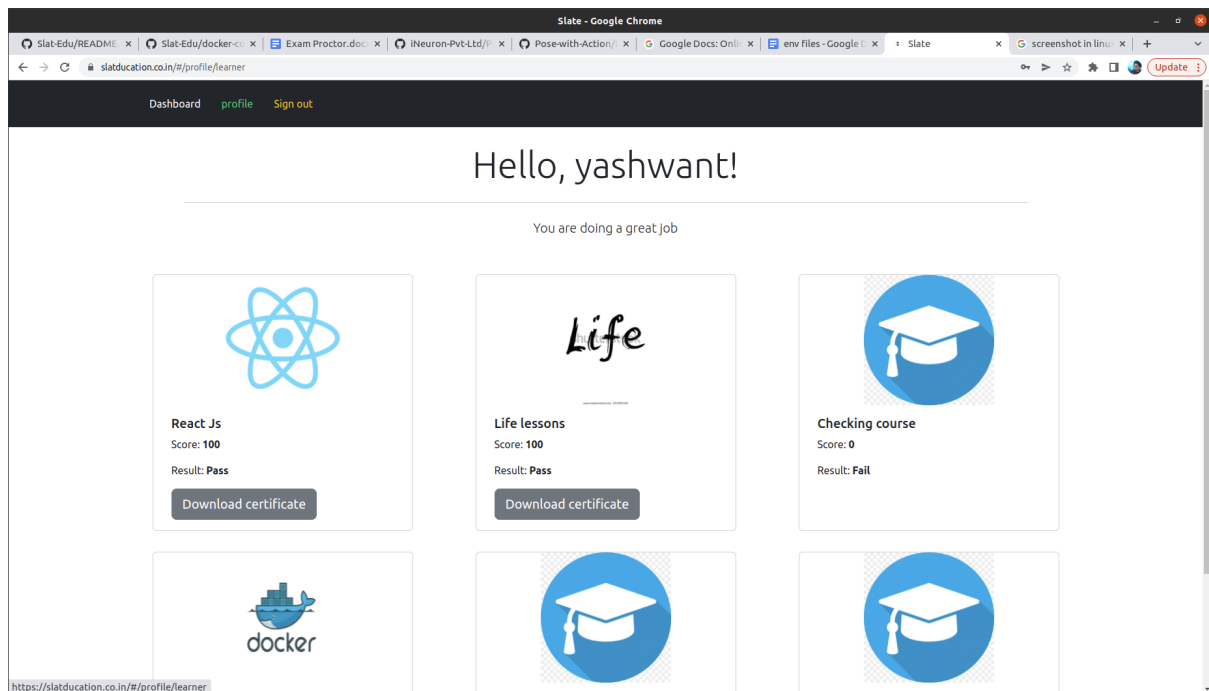 Slate - Google Chrome
Slat-Edu/README.
Slat-Edu/docker-co
Exam Proctor.doc
iNeuron-Pvt-Ltd/P
Pose-with-Action/
Google Docs: Onli
env files - Google D
Slate
screenshot in linux
slatducation.co.in/#/profile/learner
Update
Dashboard
profile
Sign out
Hello, yashwant!
You are doing a great job
React Js
Score: 100
Result: Pass
Download certificate
Life
Life lessons
Score: 100
Result: Pass
Download certificate
Checking course
Score: 0
Result: Fail
docker
https://slatducation.co.in/#/profile/learner